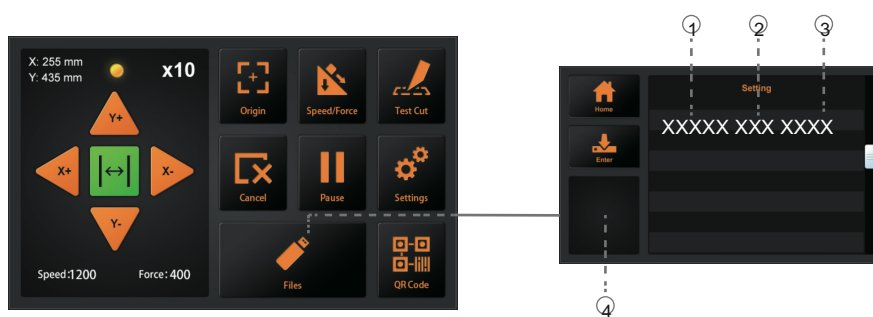 X: 255 mm
Y: 435 mm
x10
Y+
X+
X-
Y-
Speed:1200
Force: 400
Origin
Speed/Force
Test Cut
Cancel
Pause
Settings
Files
QR Code
1
2
3
Home
Enter
Setting
XXXXX XXX XXXX
4